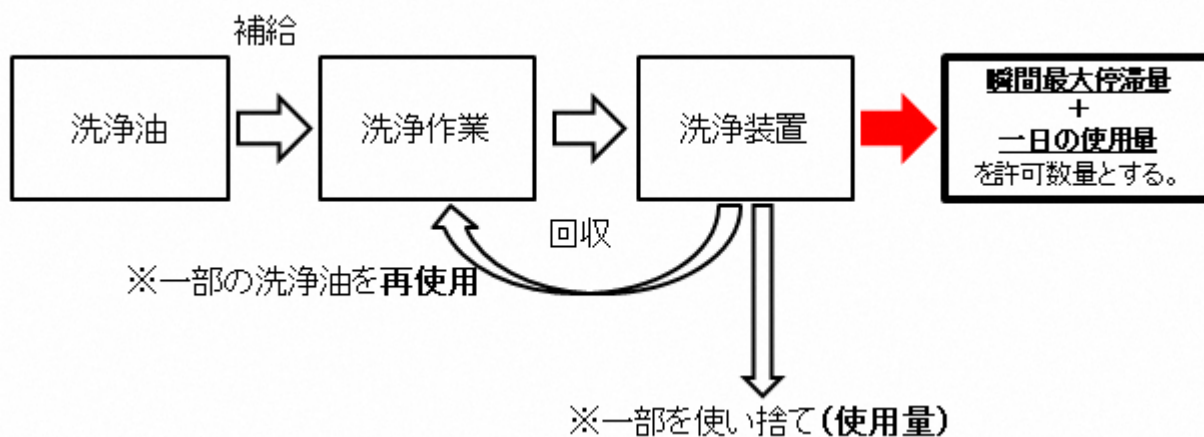 補給
洗浄油
洗浄作業
洗浄装置
瞬間最大停滞量
+
一日の使用量
を許可数量とする。
回収
※一部の洗浄油を再使用
※一部を使い捨て(使用量)